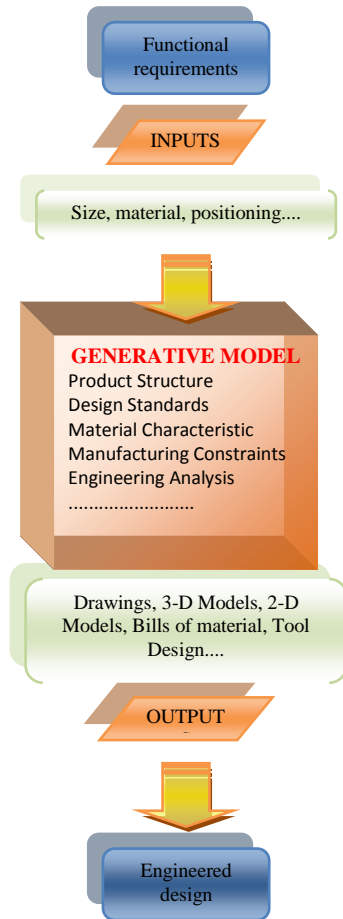 Functional
requirements
INPUTS
Size, material, positioning....
GENERATIVE MODEL
Product Structure
Design Standards
Material Characteristic
Manufacturing Constraints
Engineering Analysis
.........................
Drawings, 3-D Models, 2-D
Models, Bills of material, Tool
Design....
OUTPUT
Engineered
design